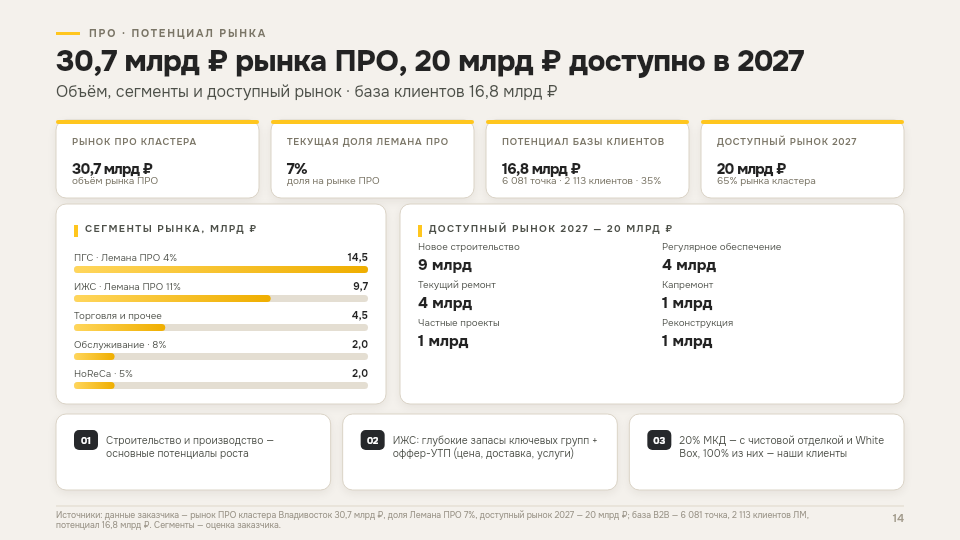 ПРО · ПОТЕНЦИАЛ РЫНКА
30,7 млрд ₽ рынка ПРО, 20 млрд ₽ доступно в 2027
Объём, сегменты и доступный рынок · база клиентов 16,8 млрд ₽
РЫНОК ПРО КЛАСТЕРА
30,7 млрд ₽
объём рынка ПРО
ТЕКУЩАЯ ДОЛЯ ЛЕМАНА ПРО
7%
доля на рынке ПРО
ПОТЕНЦИАЛ БАЗЫ КЛИЕНТОВ
16,8 млрд ₽
6 081 точка · 2 113 клиентов · 35%
ДОСТУПНЫЙ РЫНОК 2027
20 млрд ₽
65% рынка кластера
СЕГМЕНТЫ РЫНКА, МЛРД ₽
ПГС · Лемана ПРО 4% 14,5
ИЖС · Лемана ПРО 11% 9,7
Торговля и прочее 4,5
Обслуживание · 8% 2,0
HoReCa · 5% 2,0
ДОСТУПНЫЙ РЫНОК 2027 — 20 МЛРД ₽
Новое строительство
9 млрд
Регулярное обеспечение
4 млрд
Текущий ремонт
4 млрд
Капремонт
1 млрд
Частные проекты
1 млрд
Реконструкция
1 млрд
01 Строительство и производство —
основные потенциалы роста
02 ИЖС: глубокие запасы ключевых групп +
оффер-УТП (цена, доставка, услуги)
03 20% МКД — с чистовой отделкой и White
Box, 100% из них — наши клиенты
Источники: данные заказчика — рынок ПРО кластера Владивосток 30,7 млрд ₽, доля Лемана ПРО 7%, доступный рынок 2027 — 20 млрд ₽; база B2B — 6 081 точка, 2 113 клиентов ЛМ,
потенциал 16,8 млрд ₽. Сегменты — оценка заказчика.
14